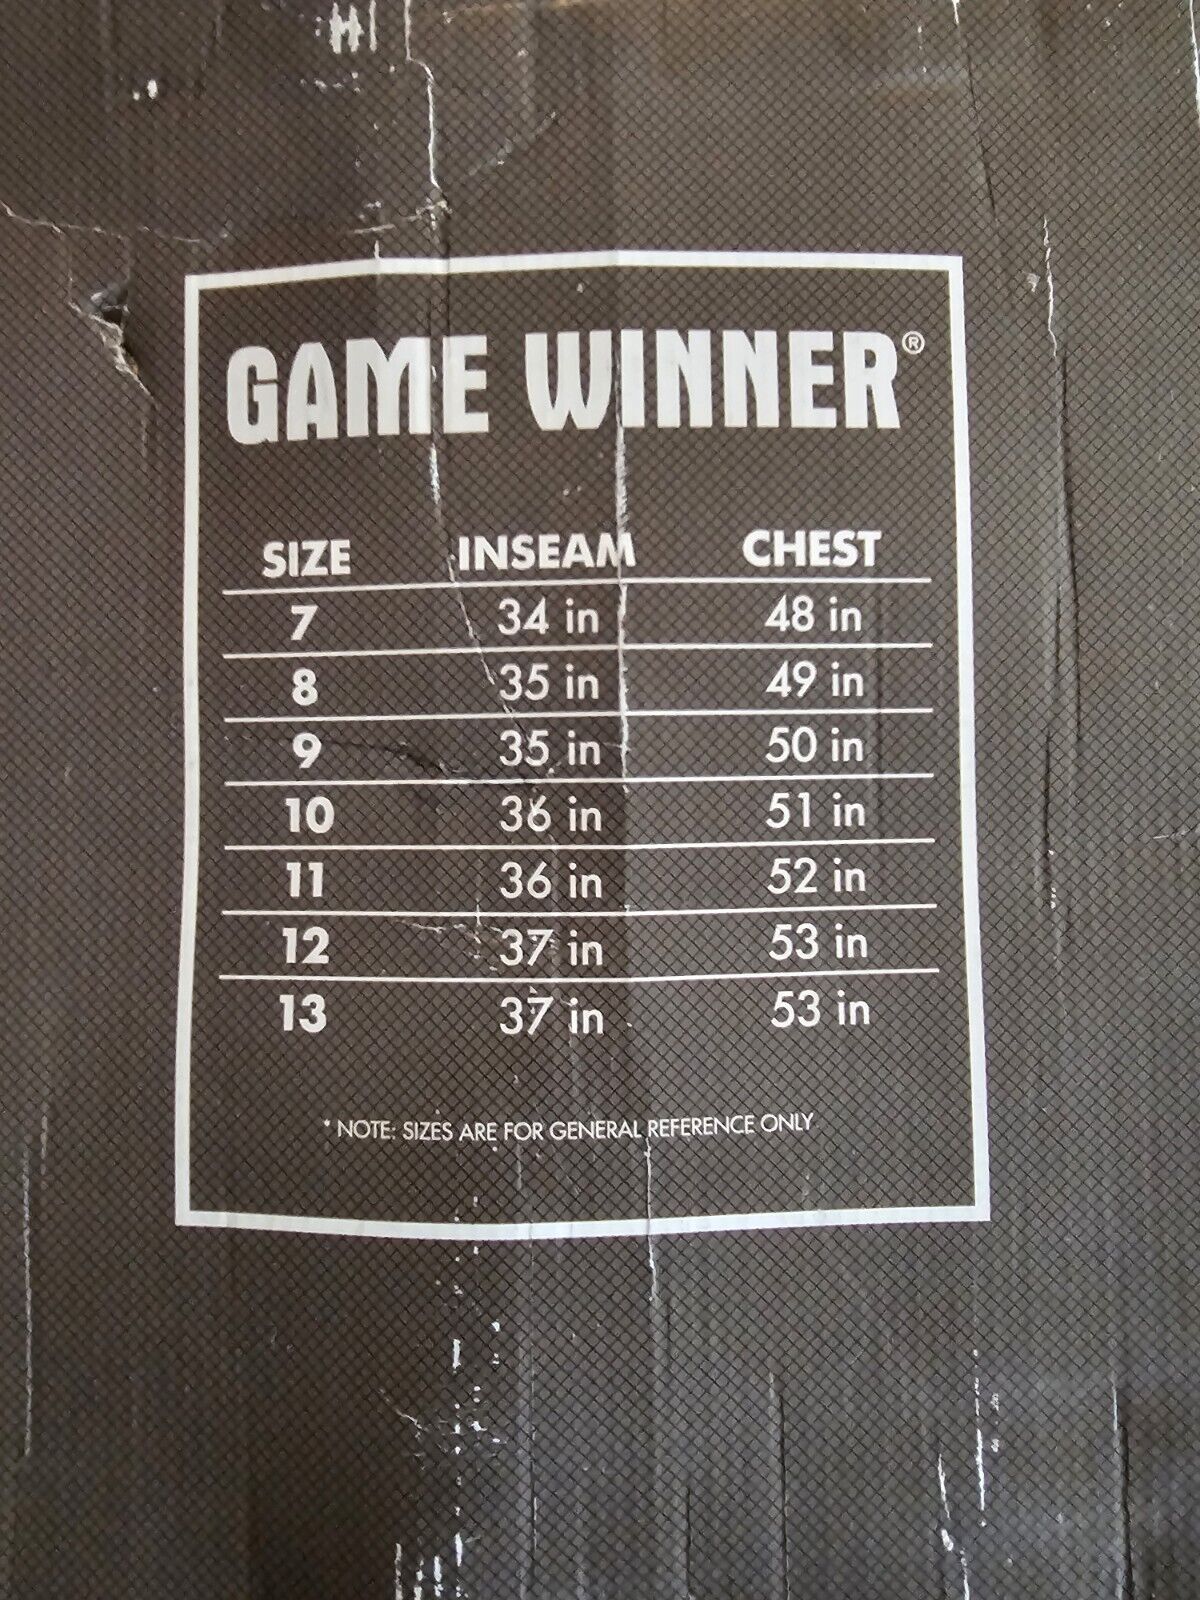 GAME WINNER®
SIZE INSEAM CHEST
7 34 in 48 in
8 35 in 49 in
9 35 in 50 in
10 36 in 51 in
11 36 in 52 in
12 37 in 53 in
13 37 in 53 in
* NOTE: SIZES ARE FOR GENERAL REFERENCE ONLY